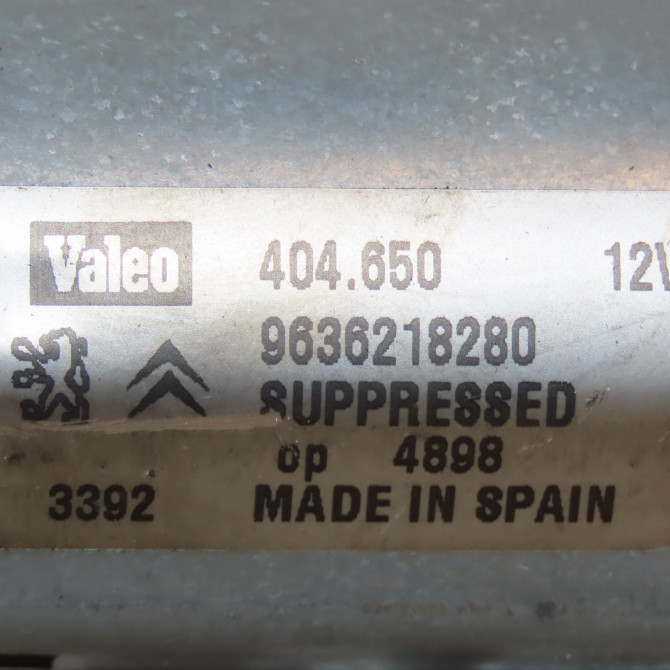 Valeo 404.650 12V
9636218280
SUPPRESSED
op 4898
3392 MADE IN SPAIN